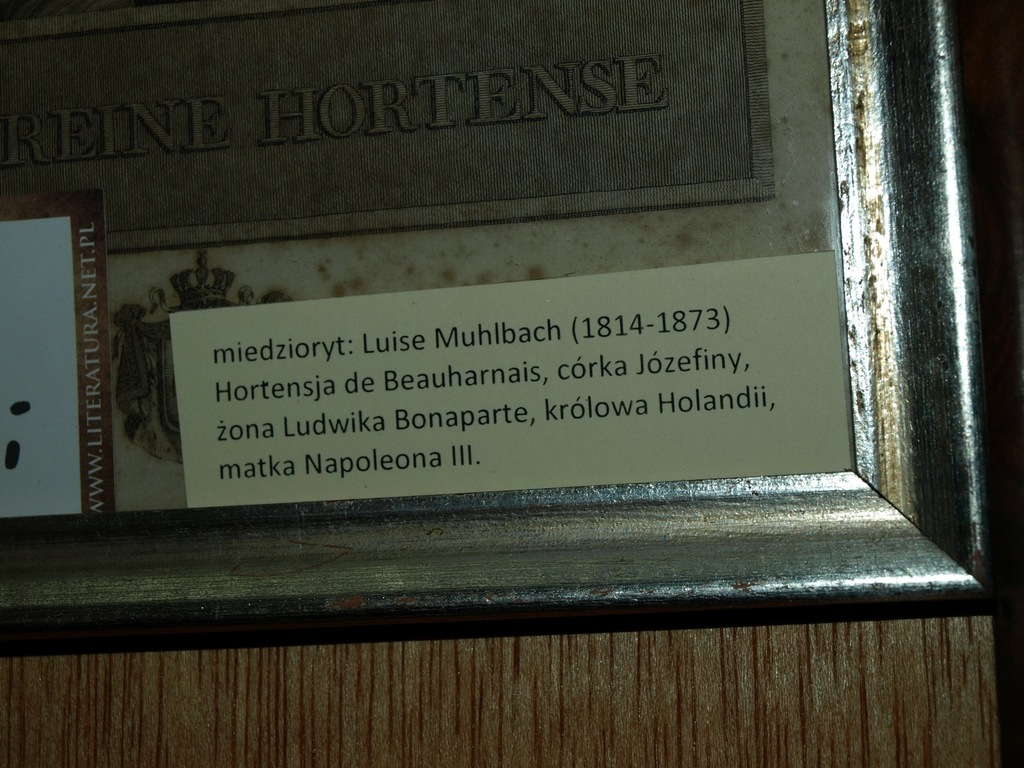 REINE HORTENSE
WWW.LITERATURA.NET.PL
miedzioryt: Luise Muhlbach (1814-1873)
Hortensja de Beauharnais, córka Józefiny,
żona Ludwika Bonaparte, królowa Holandii,
matka Napoleona III.